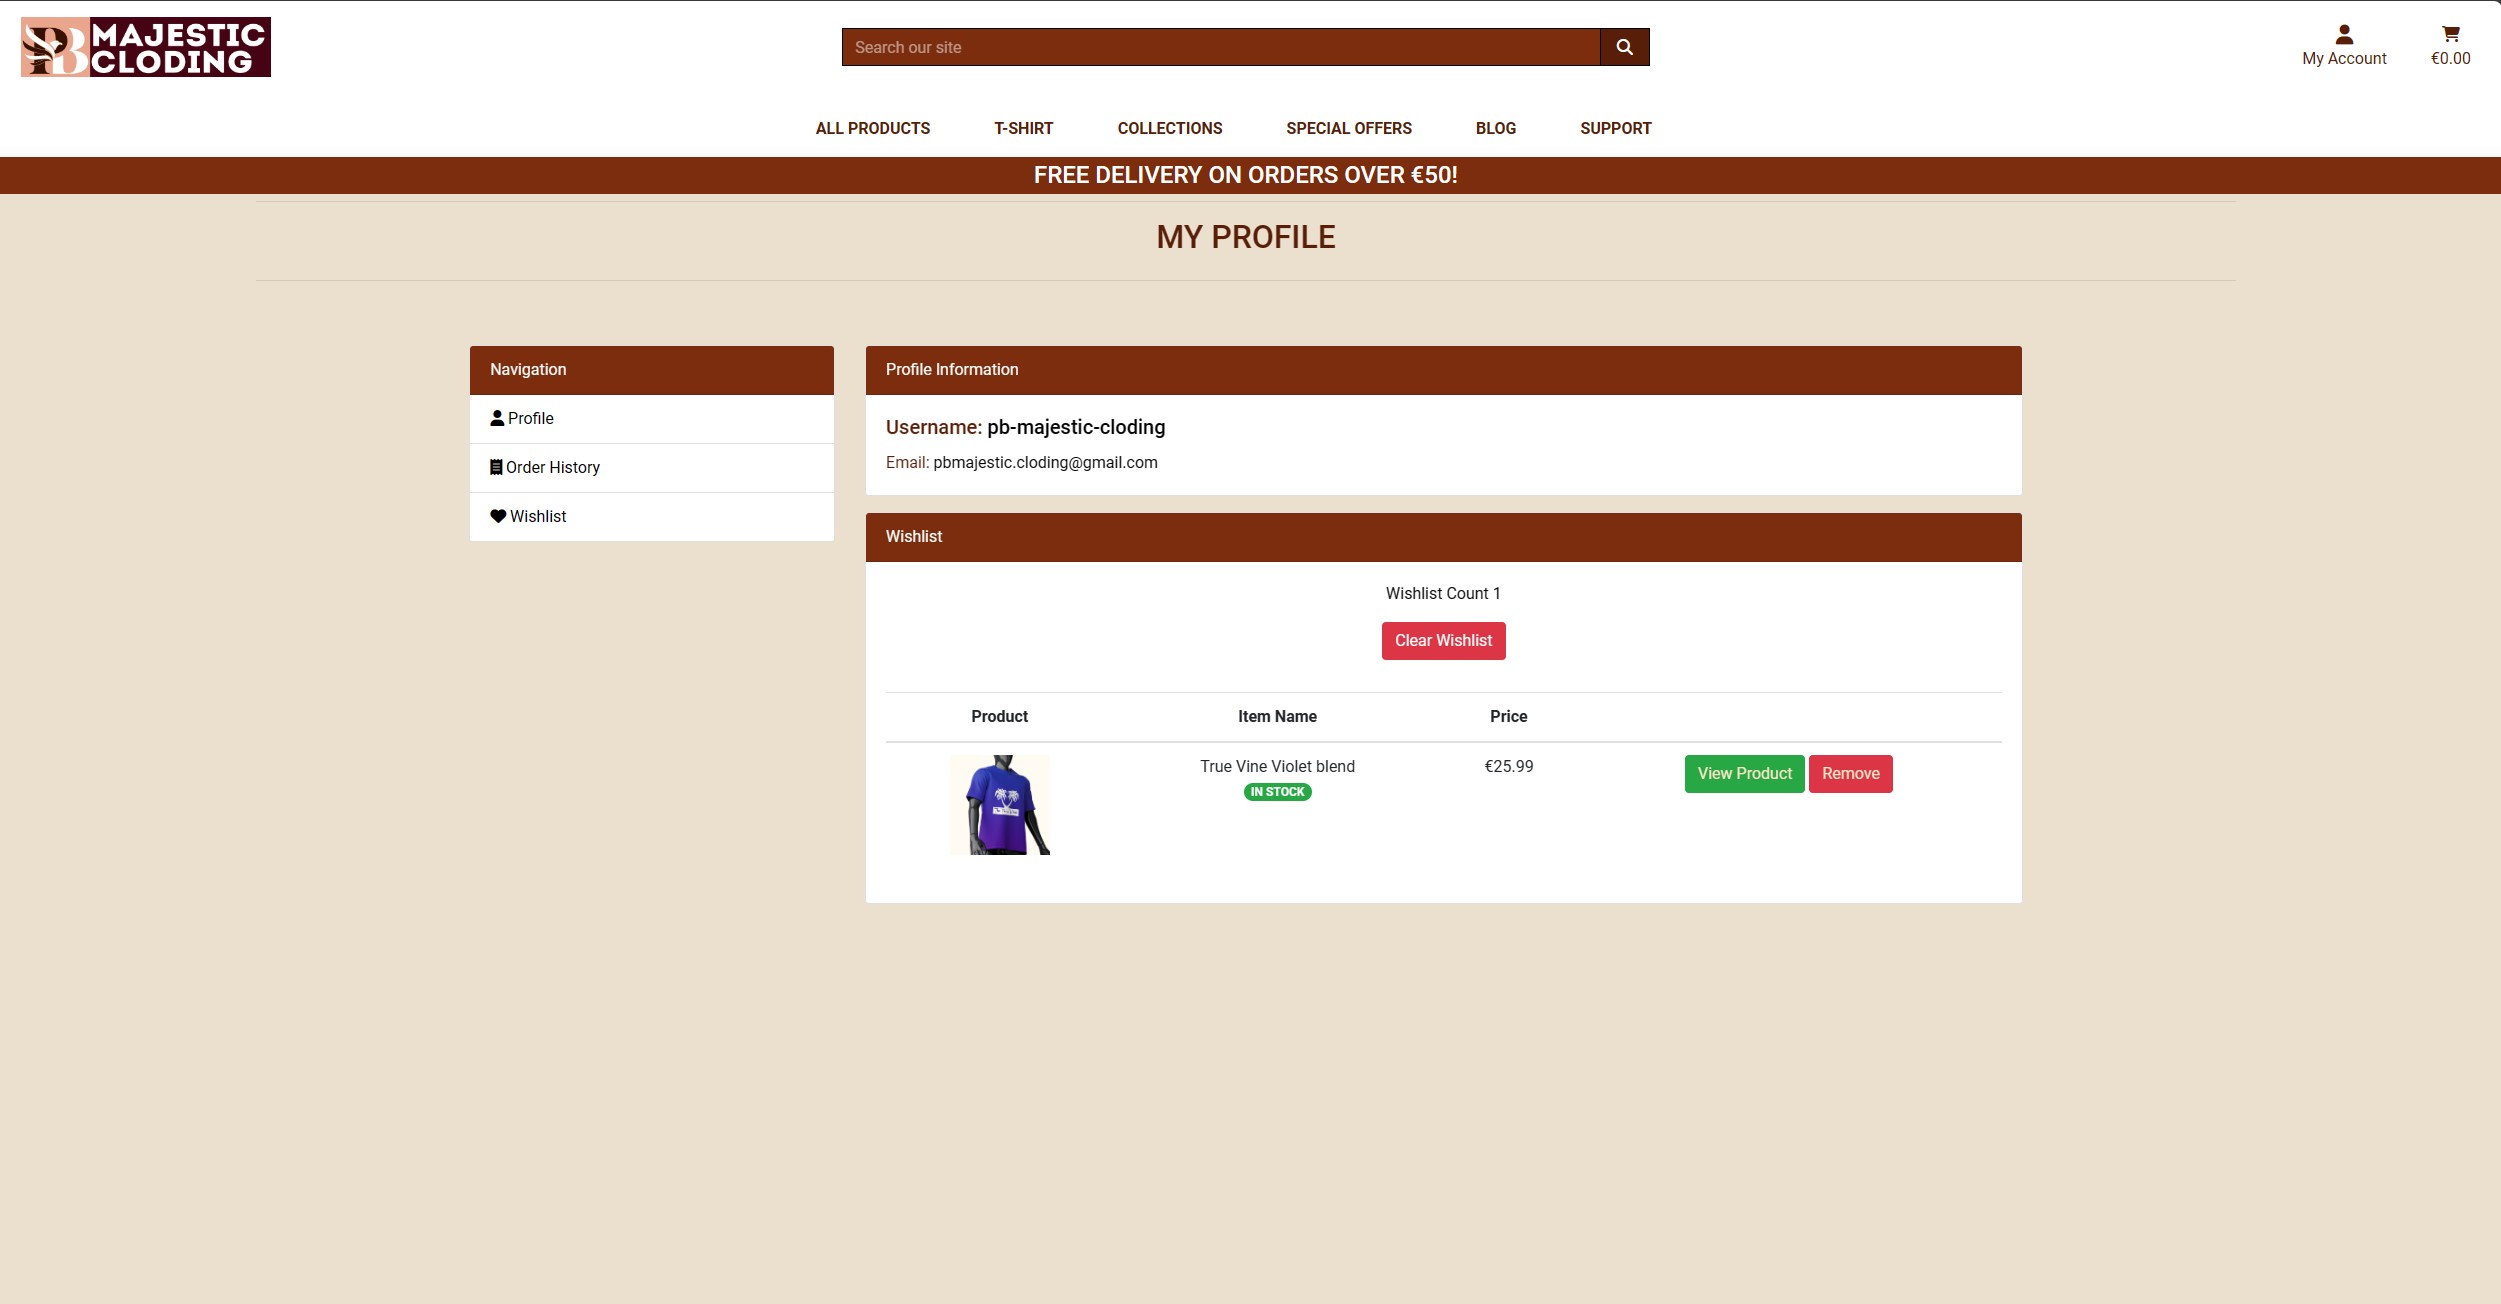 PB MAJESTIC
CLODING
Search our site
My Account
€0.00
ALL PRODUCTS T-SHIRT COLLECTIONS SPECIAL OFFERS BLOG SUPPORT
FREE DELIVERY ON ORDERS OVER €50!
MY PROFILE
Navigation
Profile
Order History
Wishlist
Profile Information
Username: pb-majestic-cloding
Email: pbmajestic.cloding@gmail.com
Wishlist
Wishlist Count 1
Clear Wishlist
Product Item Name Price
True Vine Violet blend €25.99 View Product Remove
IN STOCK